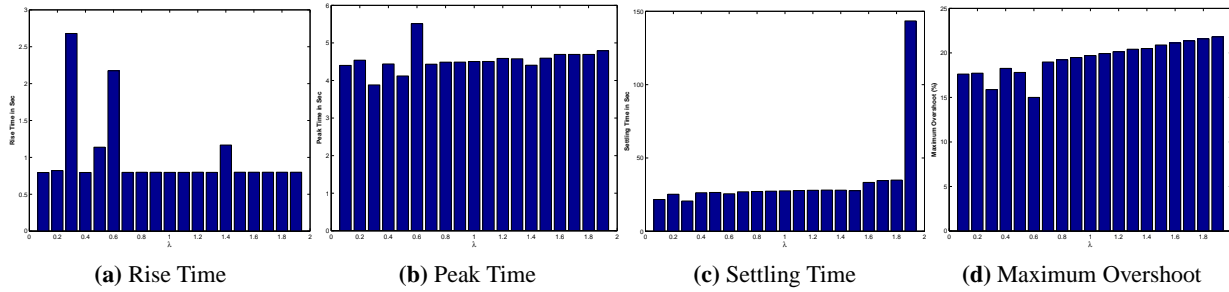 3
2.5
2
1.5
1
0.5
0
Rise Time in Sec
0 0.2 0.4 0.6 0.8 1 1.2 1.4 1.6 1.8 2
λ
(a) Rise Time
6
5
4
3
2
1
0
Peak Time in Sec
0 0.2 0.4 0.6 0.8 1 1.2 1.4 1.6 1.8 2
λ
(b) Peak Time
150
100
50
0
Settling Time in Sec
0 0.2 0.4 0.6 0.8 1 1.2 1.4 1.6 1.8 2
λ
(c) Settling Time
25
20
15
10
5
0
Maximum Overshoot (%)
0 0.2 0.4 0.6 0.8 1 1.2 1.4 1.6 1.8 2
λ
(d) Maximum Overshoot